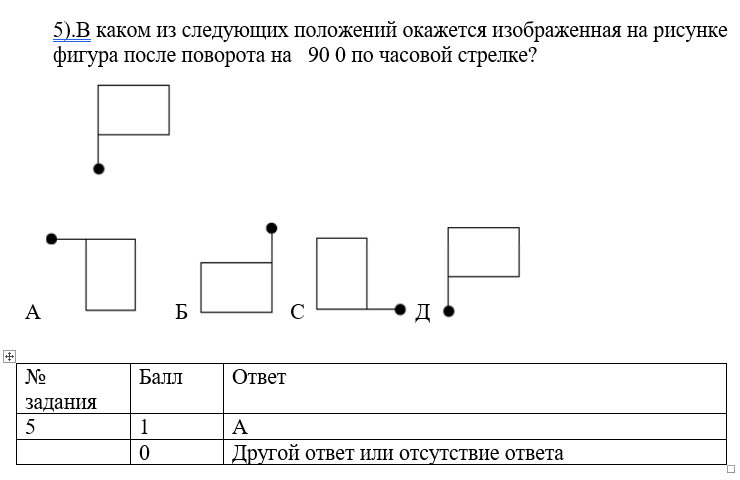 5).В каком из следующих положений окажется изображенная на рисунке
фигура после поворота на 90 0 по часовой стрелке?
А Б С Д
№ Балл Ответ
задания
5 1 А
0 Другой ответ или отсутствие ответа